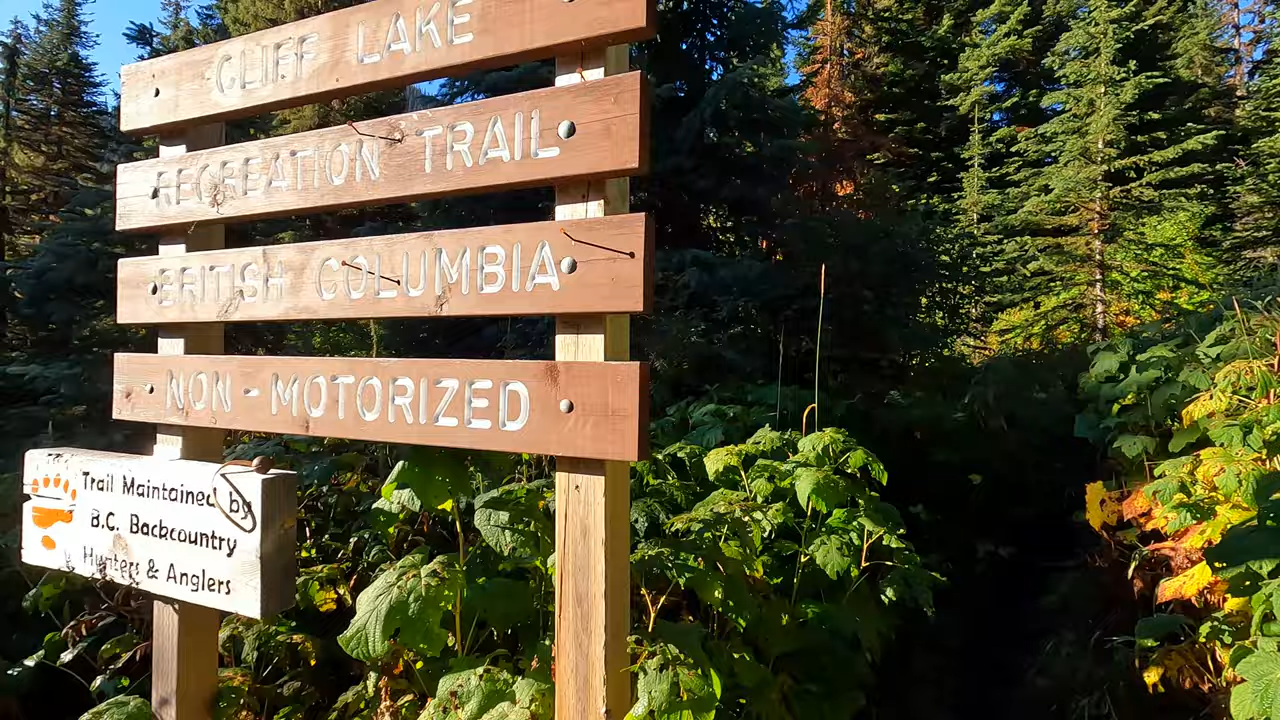 CLIFF LAKE
RECREATION TRAIL
BRITISH COLUMBIA
NON-MOTORIZED
Trail Maintained by
B.C. Backcountry
Hunters & Anglers